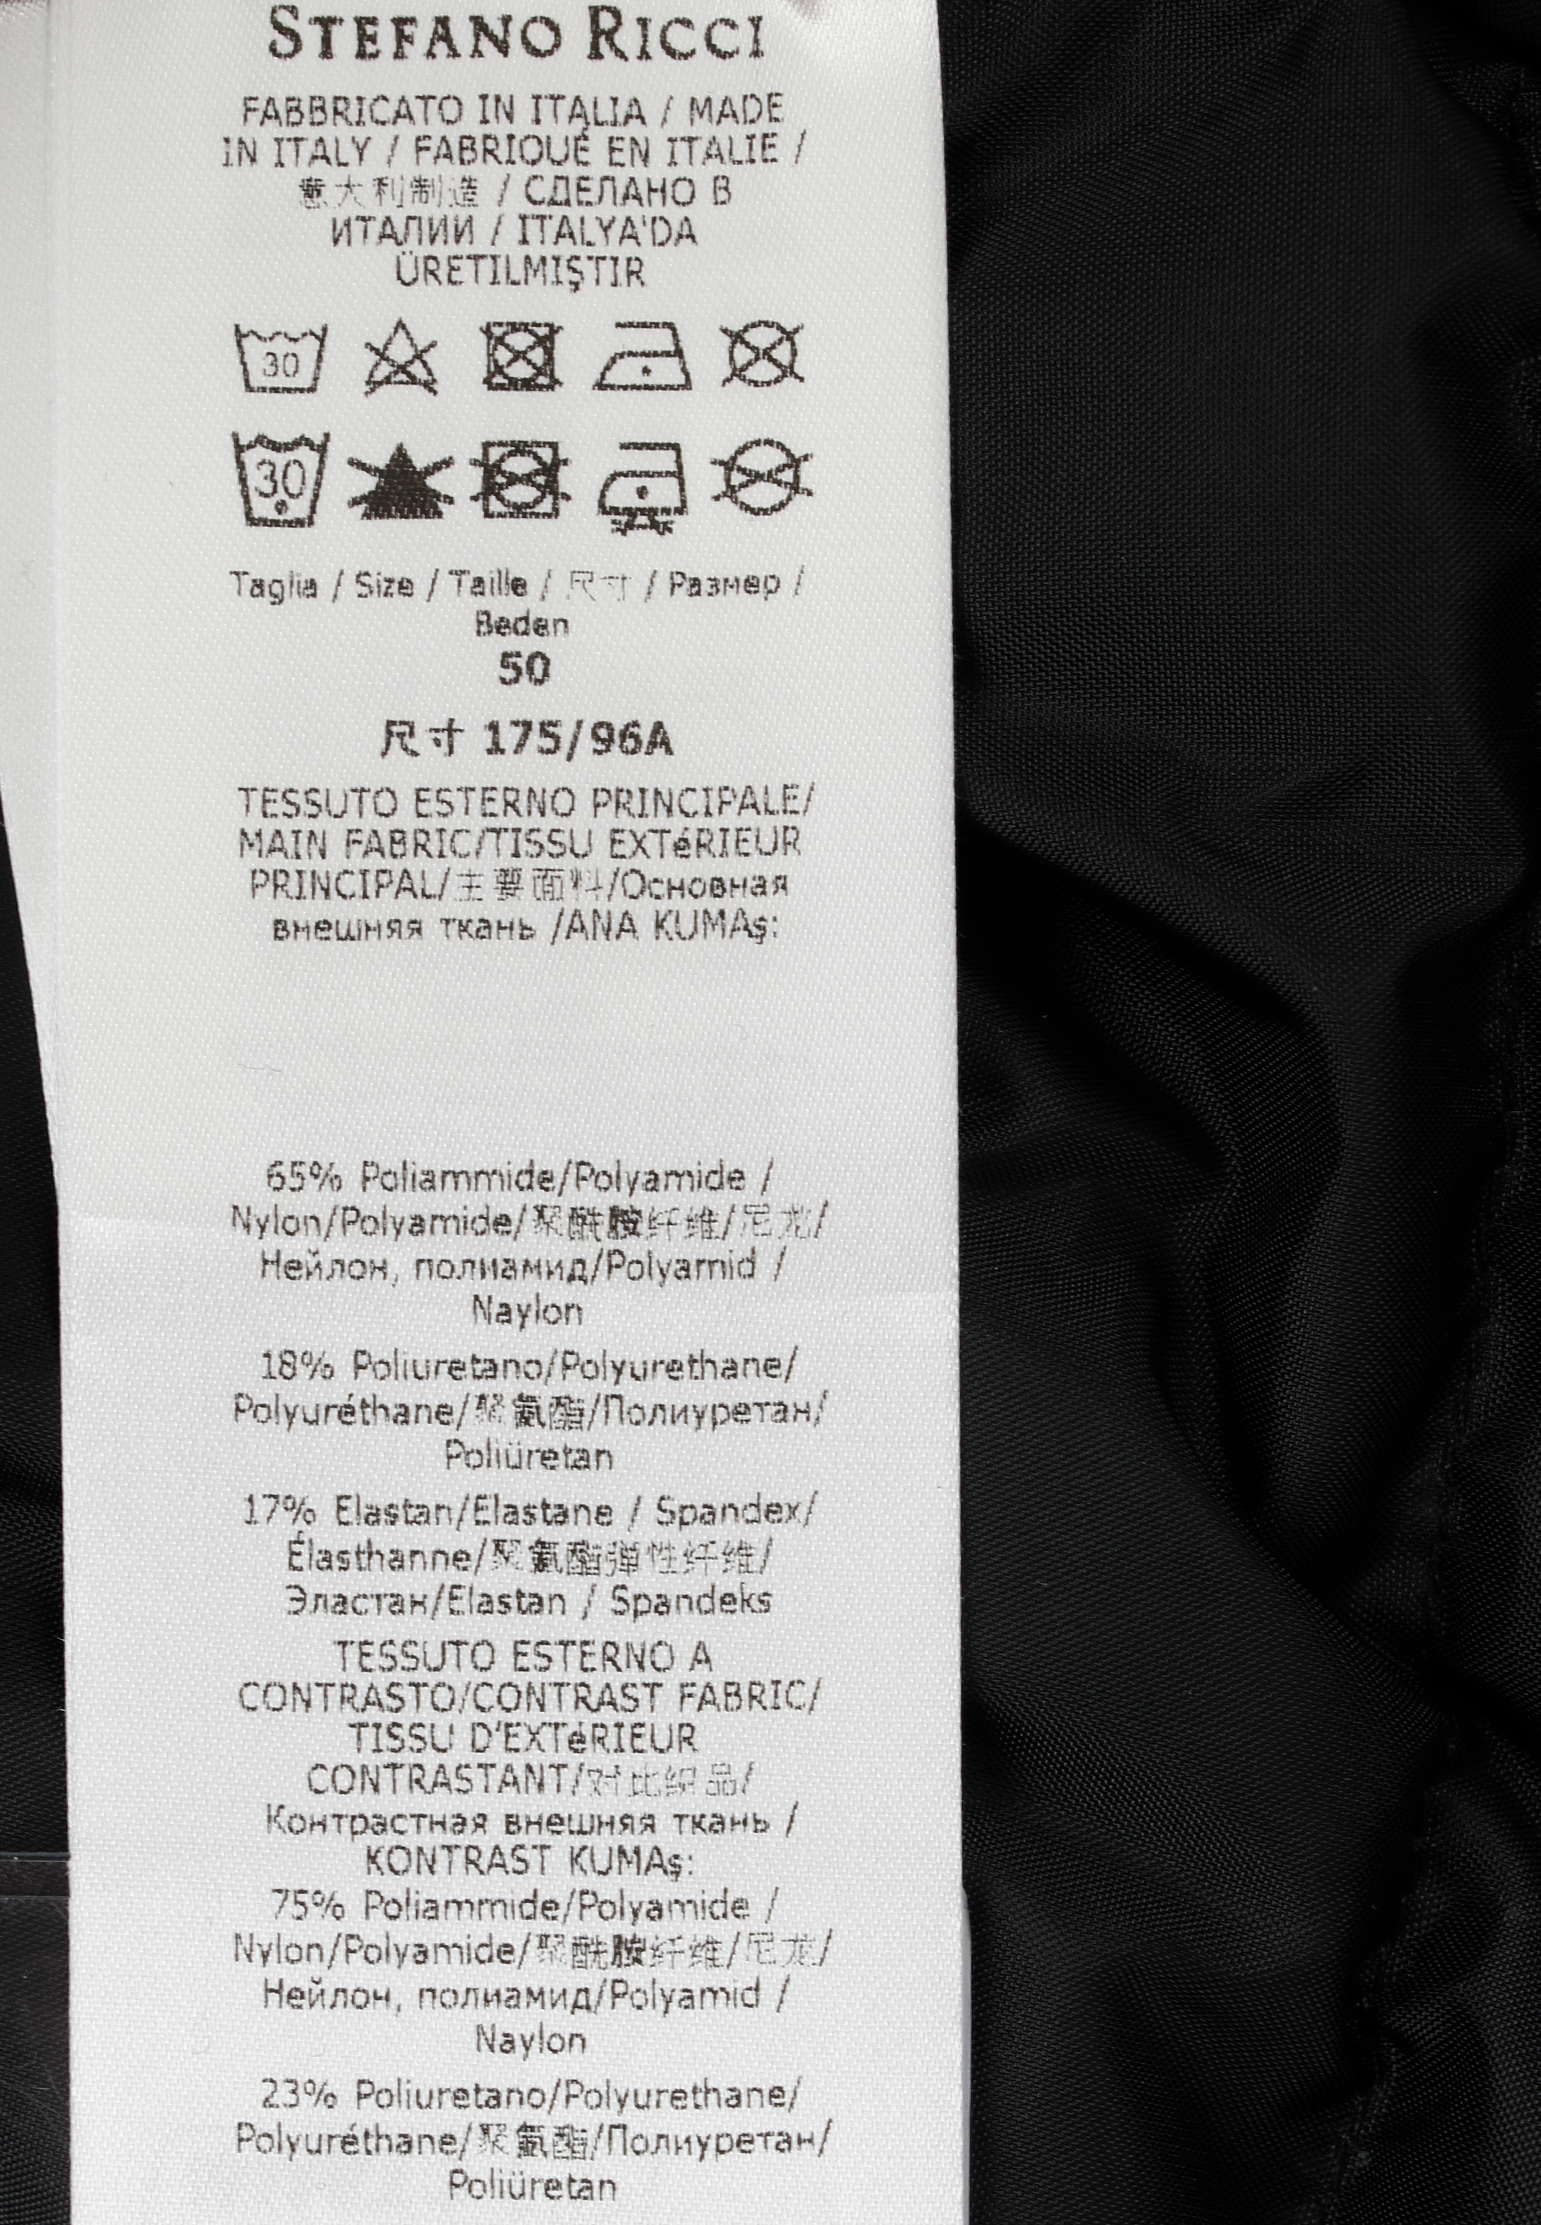 STEFANO RICCI
FABBRICATO IN ITALIA / MADE
IN ITALY / FABRIQUÉ EN ITALIE /
意大利制造 / СДЕЛАНО В
ИТАЛИИ / ITALYA'DA
ÜRETILMIŞTIR
30
30
Taglia / Size / Taille / 尺寸 / Размер /
Beden
50
尺寸 175/96A
TESSUTO ESTERNO PRINCIPALE/
MAIN FABRIC/TISSU EXTéRIEUR
PRINCIPAL/主要面料/Основная
внешняя ткань /ANA KUMAş:
65% Poliammide/Polyamide /
Nylon/Polyamide/聚酰胺纤维/尼龙/
Нейлон, полиамид/Polyamid /
Naylon
18% Poliuretano/Polyurethane/
Polyuréthane/聚氨酯/Полиуретан/
Poliüretan
17% Elastan/Elastane / Spandex/
Élasthanne/聚氨酯弹性纤维/
Эластан/Elastan / Spandeks
TESSUTO ESTERNO A
CONTRASTO/CONTRAST FABRIC/
TISSU D'EXTéRIEUR
CONTRASTANT/对比织品/
Контрастная внешняя ткань /
KONTRAST KUMAş:
75% Poliammide/Polyamide /
Nylon/Polyamide/聚酰胺纤维/尼龙/
Нейлон, полиамид/Polyamid /
Naylon
23% Poliuretano/Polyurethane/
Polyuréthane/聚氨酯/Полиуретан/
Poliüretan